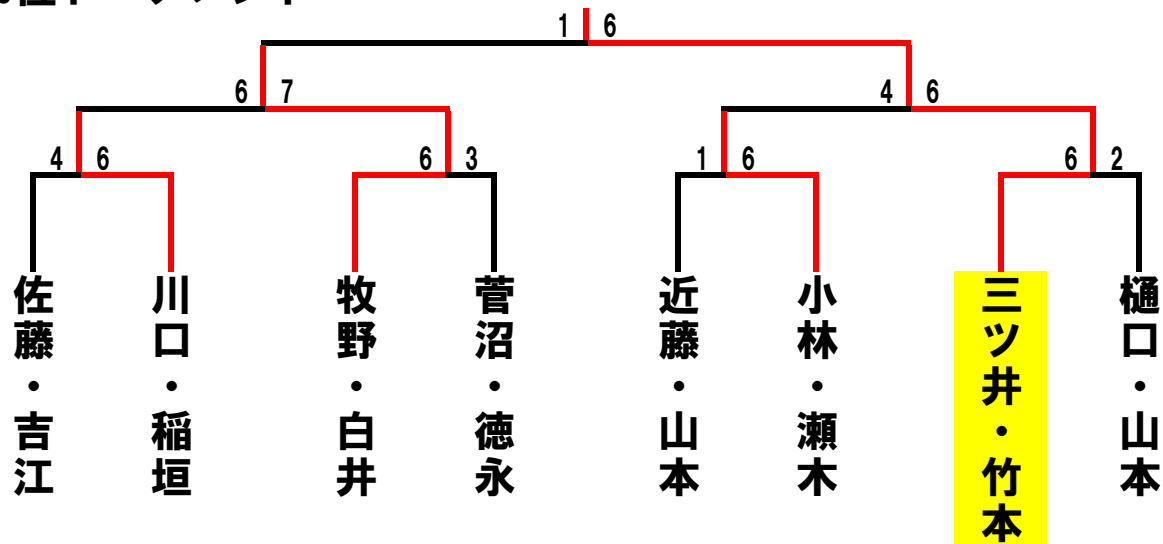 1 6
6 7
4 6
4 6
6 3
1 6
6 2
佐藤・吉江
川口・稲垣
牧野・白井
菅沼・徳永
近藤・山本
小林・瀬木
三ツ井・竹本
樋口・山本